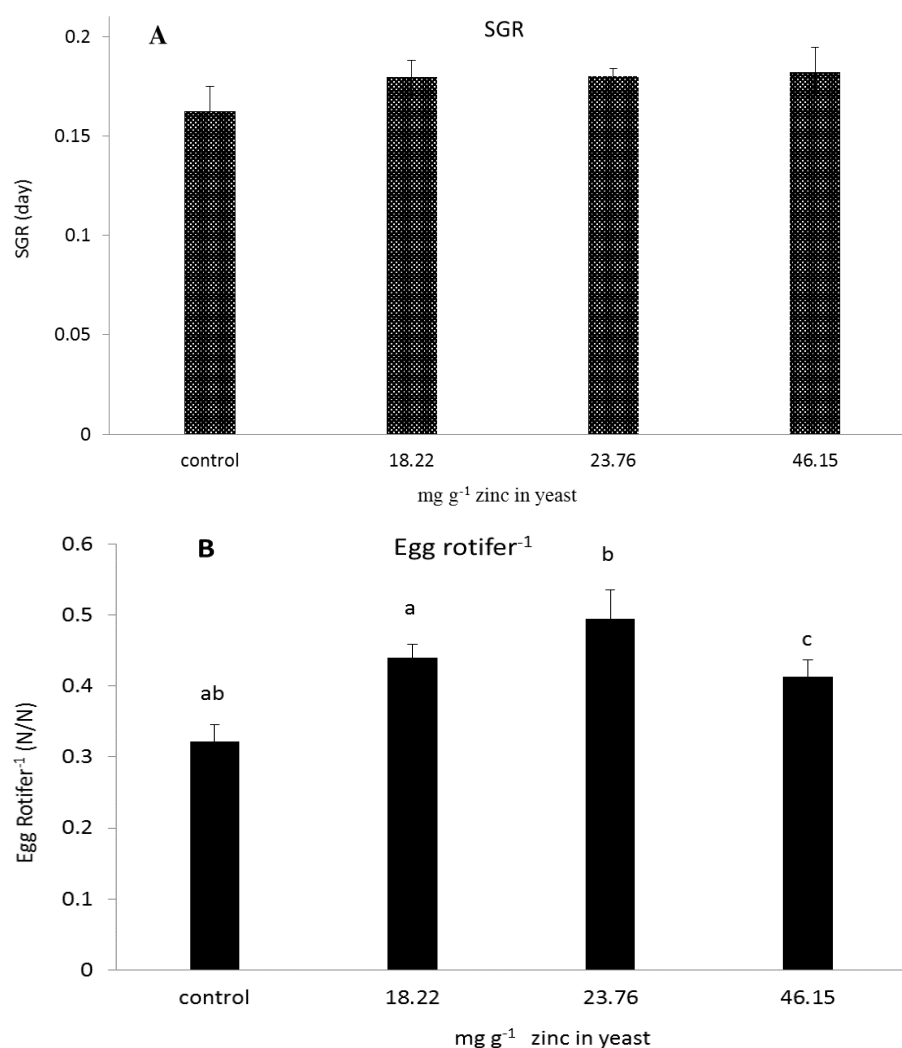 A
SGR
0.2
0.15
0.1
0.05
0
SGR (day)
control 18.22 23.76 46.15
mg g⁻¹ zinc in yeast
B
Egg rotifer⁻¹
0.6
0.5
0.4
0.3
0.2
0.1
0
Egg Rotifer⁻¹ (N/N)
ab a b c
control 18.22 23.76 46.15
mg g⁻¹ zinc in yeast